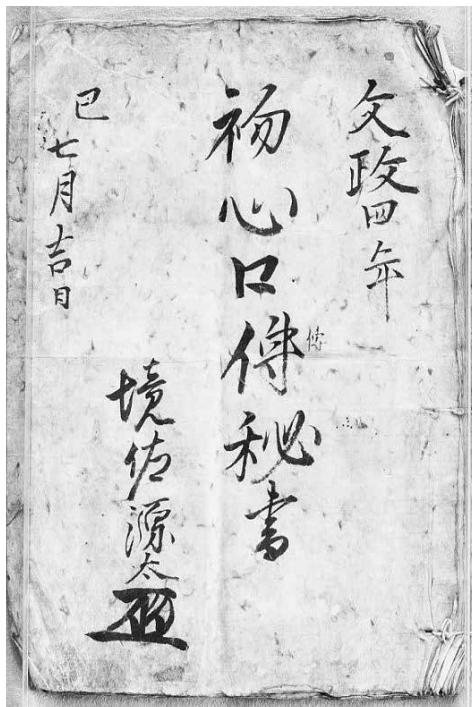 文政四年
初心口傳秘書
傳
巳七月吉日
境佐源太